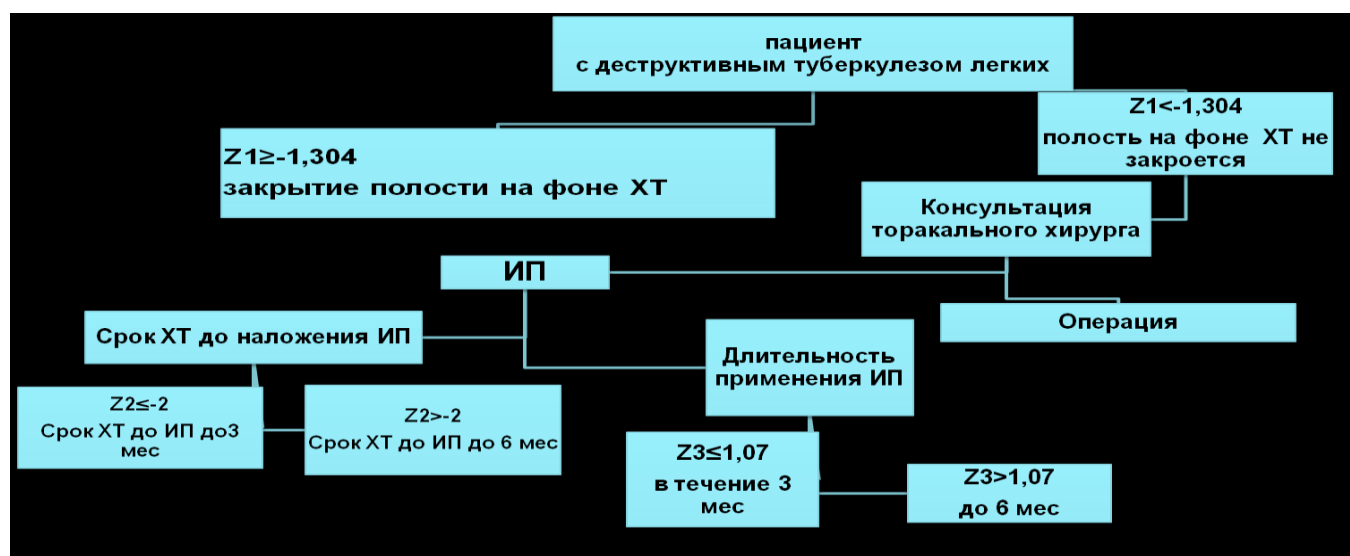 пациент
с деструктивным туберкулезом легких
Z1<-1,304
полость на фоне ХТ не
закроется
Z1≥-1,304
закрытие полости на фоне ХТ
Консультация
торакального хирурга
ИП
Операция
Срок ХТ до наложения ИП
Длительность
применения ИП
Z2≤-2
Срок ХТ до ИП до3
мес
Z2>-2
Срок ХТ до ИП до 6 мес
Z3≤1,07
в течение 3
мес
Z3>1,07
до 6 мес